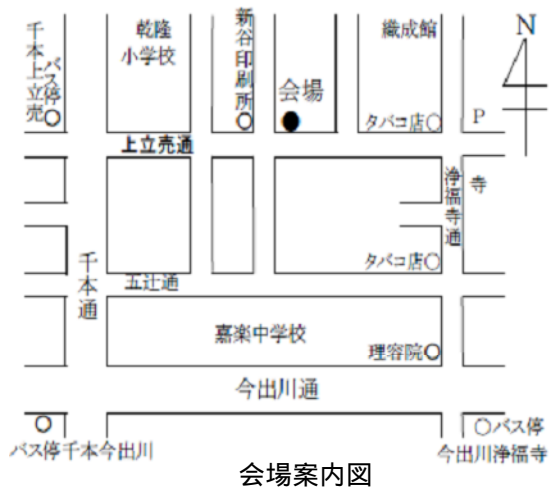 千本上立売
バス停
乾隆
小学校
新谷印刷所
会場
織成館
タバコ店
N
P
上立売通
浄福寺通
寺
タバコ店
千本通
五辻通
嘉楽中学校
理容院
今出川通
バス停千本今出川
バス停
今出川浄福寺
会場案内図